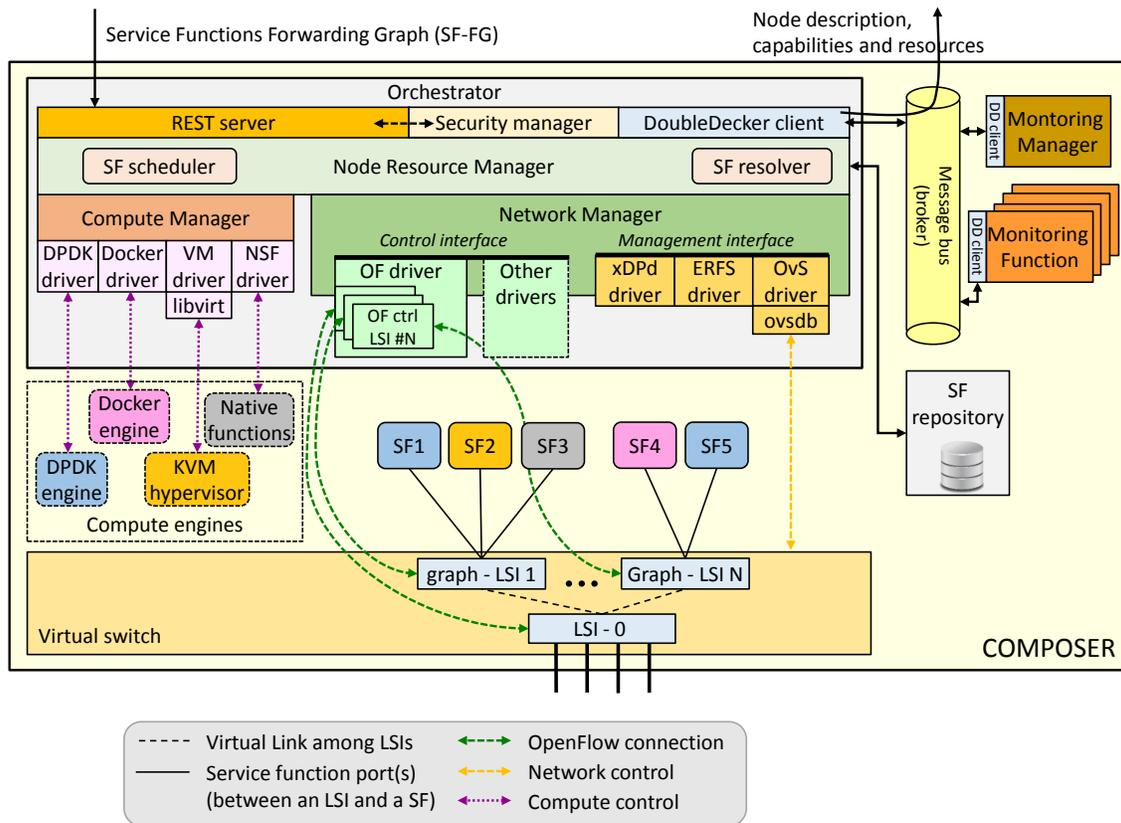 Service Functions Forwarding Graph (SF-FG)
Node description,
capabilities and resources
Orchestrator
REST server
Security manager
DoubleDecker client
SF scheduler
Node Resource Manager
SF resolver
Compute Manager
Network Manager
Control interface
Management interface
DPDK
driver
Docker
driver
VM
driver
NSF
driver
libvirt
OF driver
OF ctrl
LSI #N
Other
drivers
xDPd
driver
ERFS
driver
OvS
driver
ovsdb
Message bus
(broker)
DD client
Montoring
Manager
DD client
Monitoring
Function
SF
repository
Docker
engine
Native
functions
DPDK
engine
KVM
hypervisor
Compute engines
SF1
SF2
SF3
SF4
SF5
graph - LSI 1
...
Graph - LSI N
LSI - 0
Virtual switch
COMPOSER
Virtual Link among LSIs
Service function port(s)
(between an LSI and a SF)
OpenFlow connection
Network control
Compute control